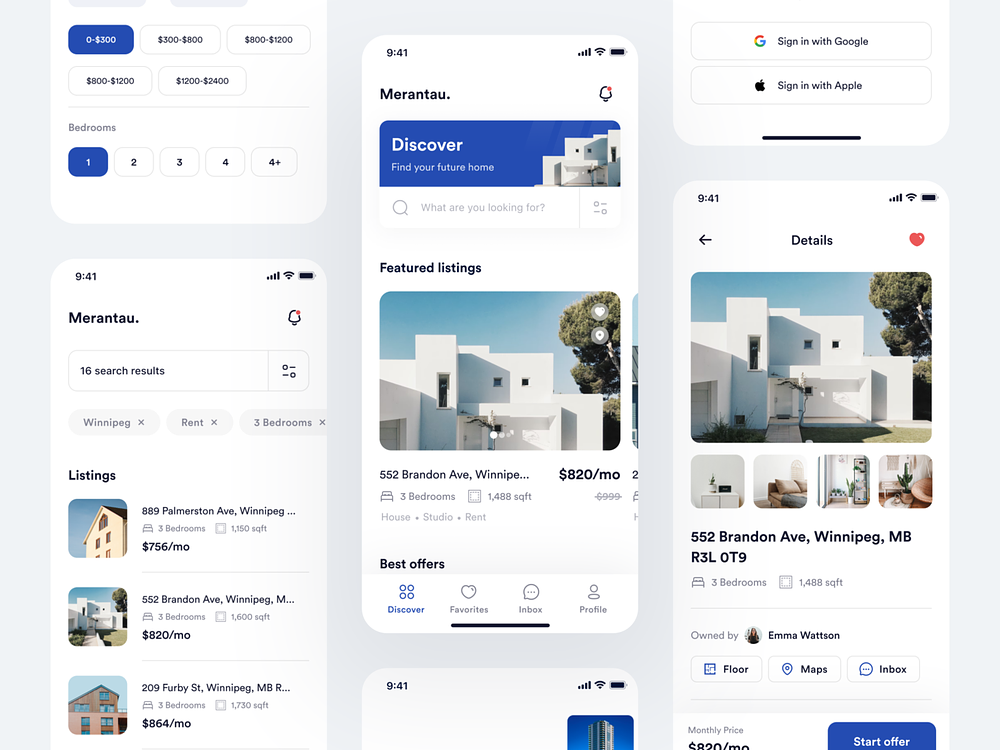 0-$300
$300-$800
$800-$1200
$800-$1200
$1200-$2400
Bedrooms
1
2
3
4
4+
9:41
Merantau.
16 search results
Winnipeg ×
Rent ×
3 Bedrooms ×
Listings
889 Palmerston Ave, Winnipeg ...
3 Bedrooms
1,150 sqft
$756/mo
552 Brandon Ave, Winnipeg, M...
3 Bedrooms
1,600 sqft
$820/mo
209 Furby St, Winnipeg, MB R...
3 Bedrooms
1,730 sqft
$864/mo
9:41
Merantau.
Discover
Find your future home
What are you looking for?
Featured listings
552 Brandon Ave, Winnipe...
$820/mo
3 Bedrooms
1,488 sqft
$999
House • Studio • Rent
Best offers
Discover
Favorites
Inbox
Profile
9:41
Sign in with Google
Sign in with Apple
9:41
Details
552 Brandon Ave, Winnipeg, MB
R3L 0T9
3 Bedrooms
1,488 sqft
Owned by
Emma Wattson
Floor
Maps
Inbox
Monthly Price
$820/mo
Start offer